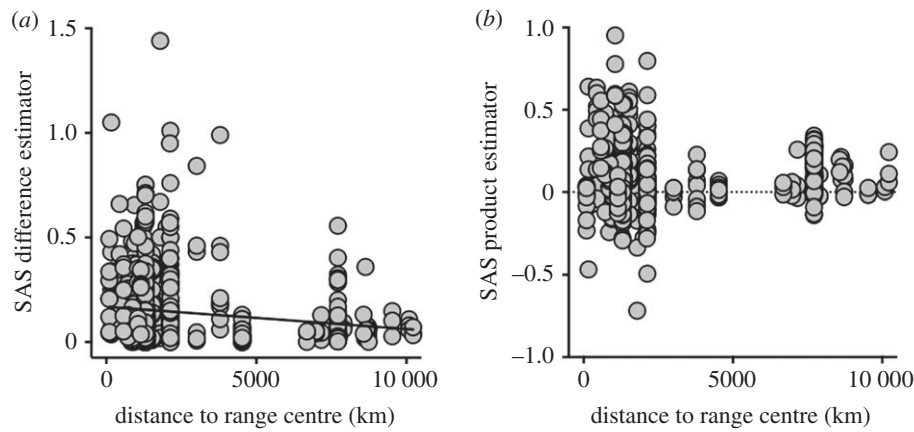 (a)
1.5
1.0
0.5
0
SAS difference estimator
0
5000
10 000
distance to range centre (km)
(b)
1.0
0.5
0
–0.5
–1.0
SAS product estimator
0
5000
10 000
distance to range centre (km)